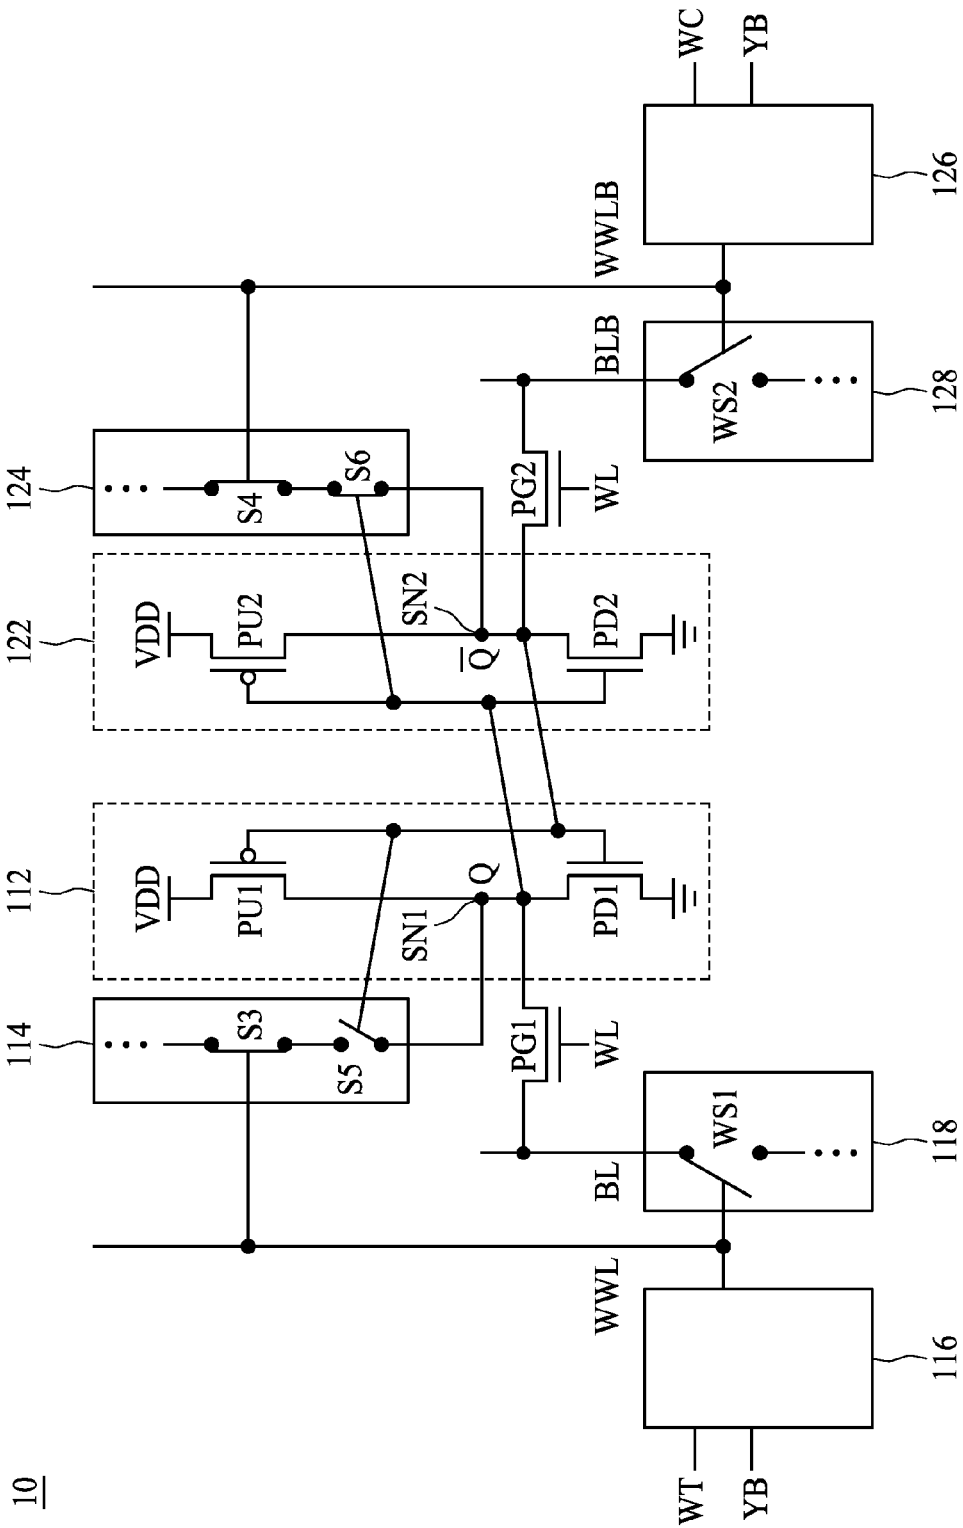 10
114
112
122
124
VDD
VDD
S3
PU1
PU2
S4
S5
S6
SN1
Q
Q
SN2
PG1
WL
PD1
PD2
PG2
WL
WWL
BL
BLB
WWLB
WT
YB
WS1
WS2
WC
YB
116
118
128
126